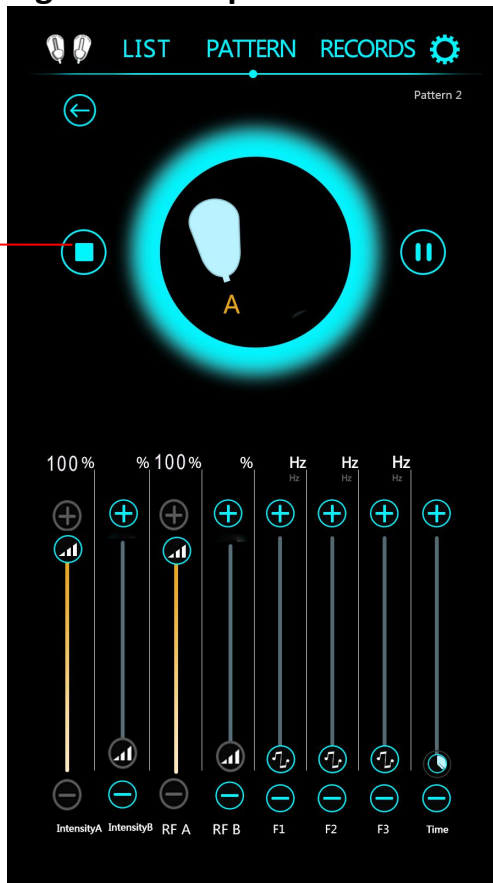 LIST PATTERN RECORDS
Pattern 2
A
100% % 100% % Hz Hz Hz
Hz Hz Hz
IntensityA IntensityB RF A RF B F1 F2 F3 Time